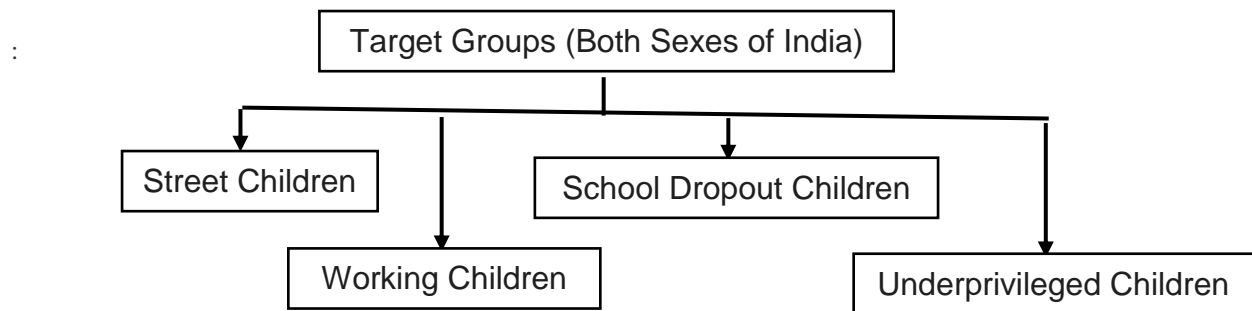 Target Groups (Both Sexes of India)
:
Street Children
School Dropout Children
Working Children
Underprivileged Children